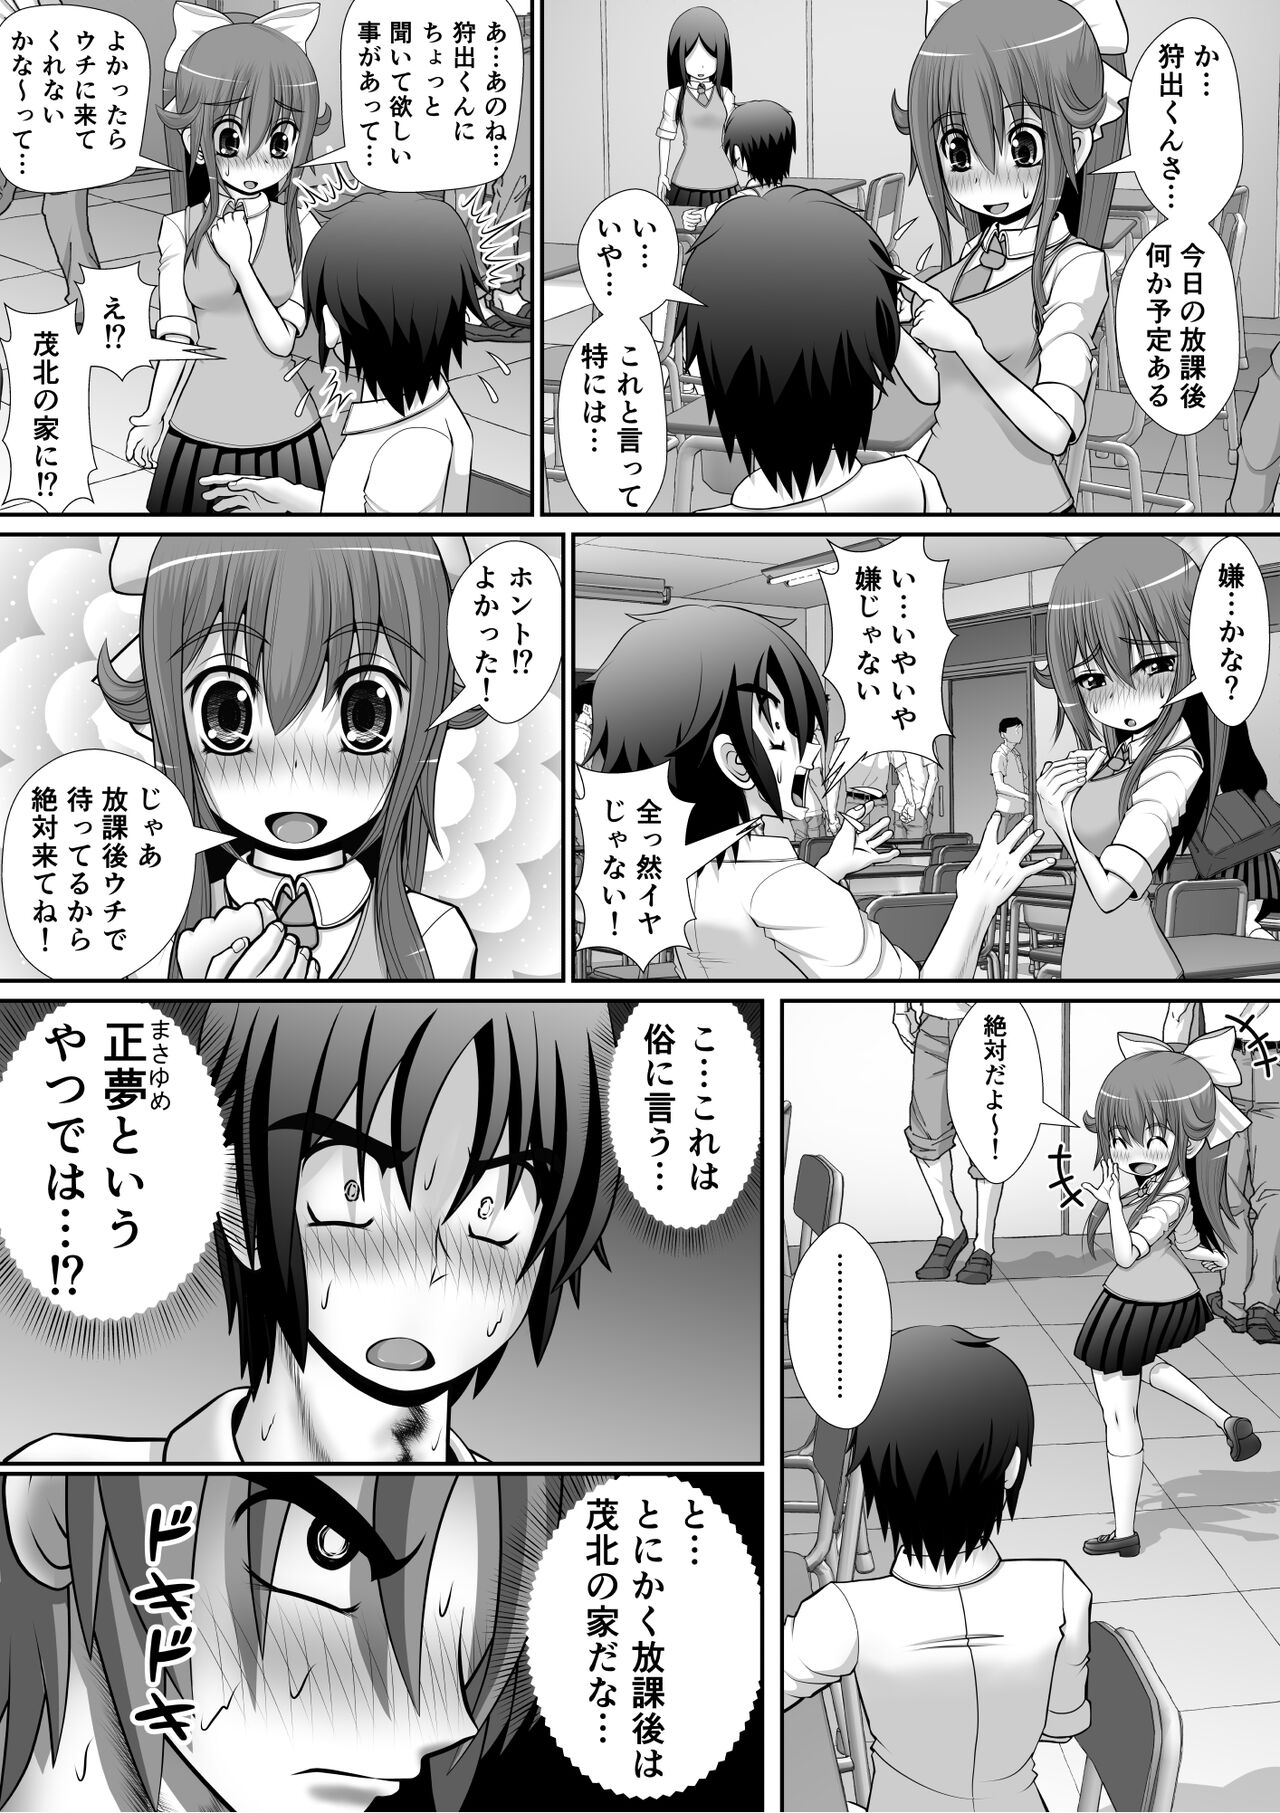 か…
狩出くんさ…
今日の放課後
何か予定ある
い…
いや…
これと言って
特には…
あ…あのね…
狩出くんに
ちょっと
聞いて欲しい
事があって…
よかったら
ウチに来て
くれない
かな～って…
え!?
茂北の家に!?
嫌…かな？
い…いやいや
嫌じゃない
全っ然イヤ
じゃない！
ホント!?
よかった！
じゃあ
放課後ウチで
待ってるから
絶対来てね！
絶対だよ～！
……………
こ…これは
俗に言う…
正夢という
まさゆめ
やつでは…!?
と…
とにかく放課後は
茂北の家だな…
ドキドキ